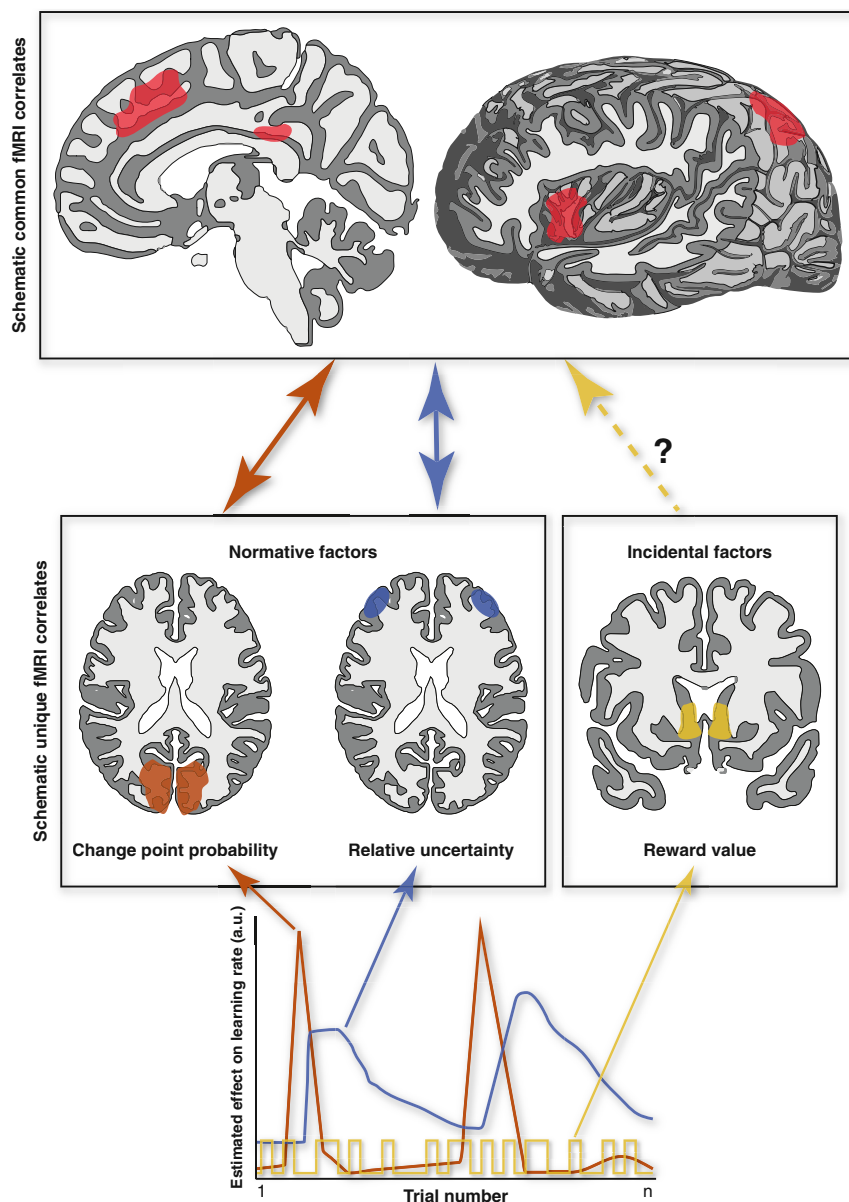 Schematic common fMRI correlates
?
Schematic unique fMRI correlates
Normative factors
Incidental factors
Change point probability
Relative uncertainty
Reward value
Estimated effect on learning rate (a.u.)
1
n
Trial number